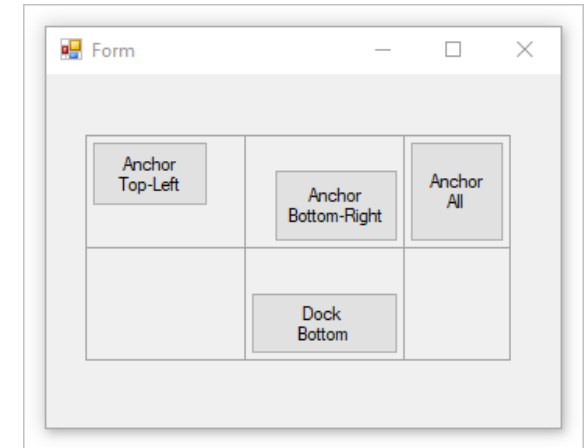 Form
Anchor
Top-Left
Anchor
Bottom-Right
Anchor
All
Dock
Bottom